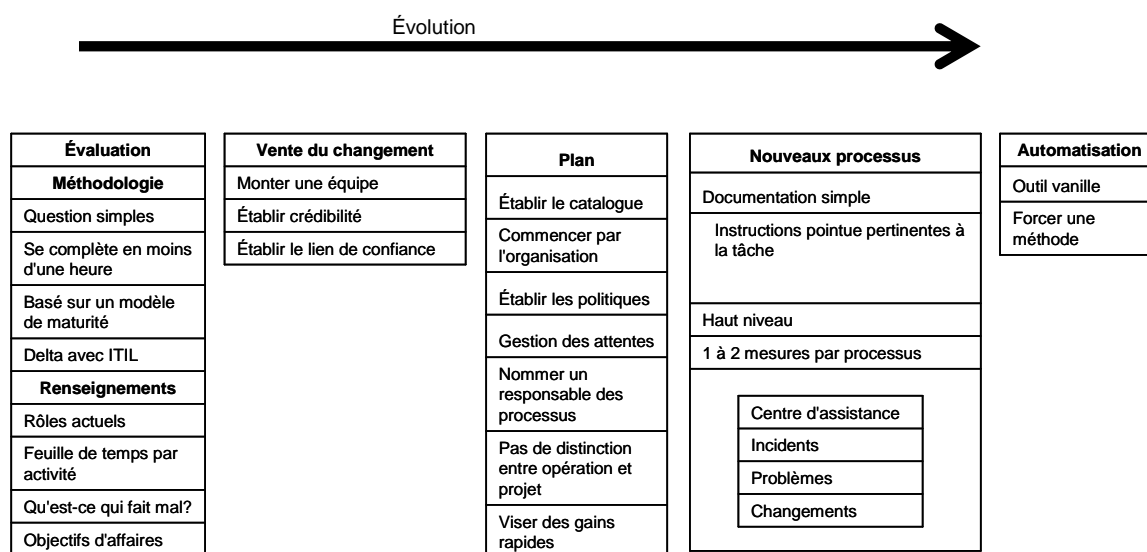 Évolution
Évaluation
Méthodologie
Question simples
Se complète en moins
d'une heure
Basé sur un modèle
de maturité
Delta avec ITIL
Renseignements
Rôles actuels
Feuille de temps par
activité
Qu'est-ce qui fait mal?
Objectifs d'affaires
Vente du changement
Monter une équipe
Établir crédibilité
Établir le lien de confiance
Plan
Établir le catalogue
Commencer par
l'organisation
Établir les politiques
Gestion des attentes
Nommer un
responsable des
processus
Pas de distinction
entre opération et
projet
Viser des gains
rapides
Nouveaux processus
Documentation simple
Instructions pointue pertinentes à
la tâche
Haut niveau
1 à 2 mesures par processus
Centre d'assistance
Incidents
Problèmes
Changements
Automatisation
Outil vanille
Forcer une
méthode